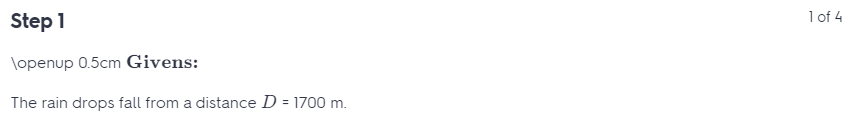 Step 1
1 of 4
\openup 0.5cm Givens:
The rain drops fall from a distance D = 1700 m.